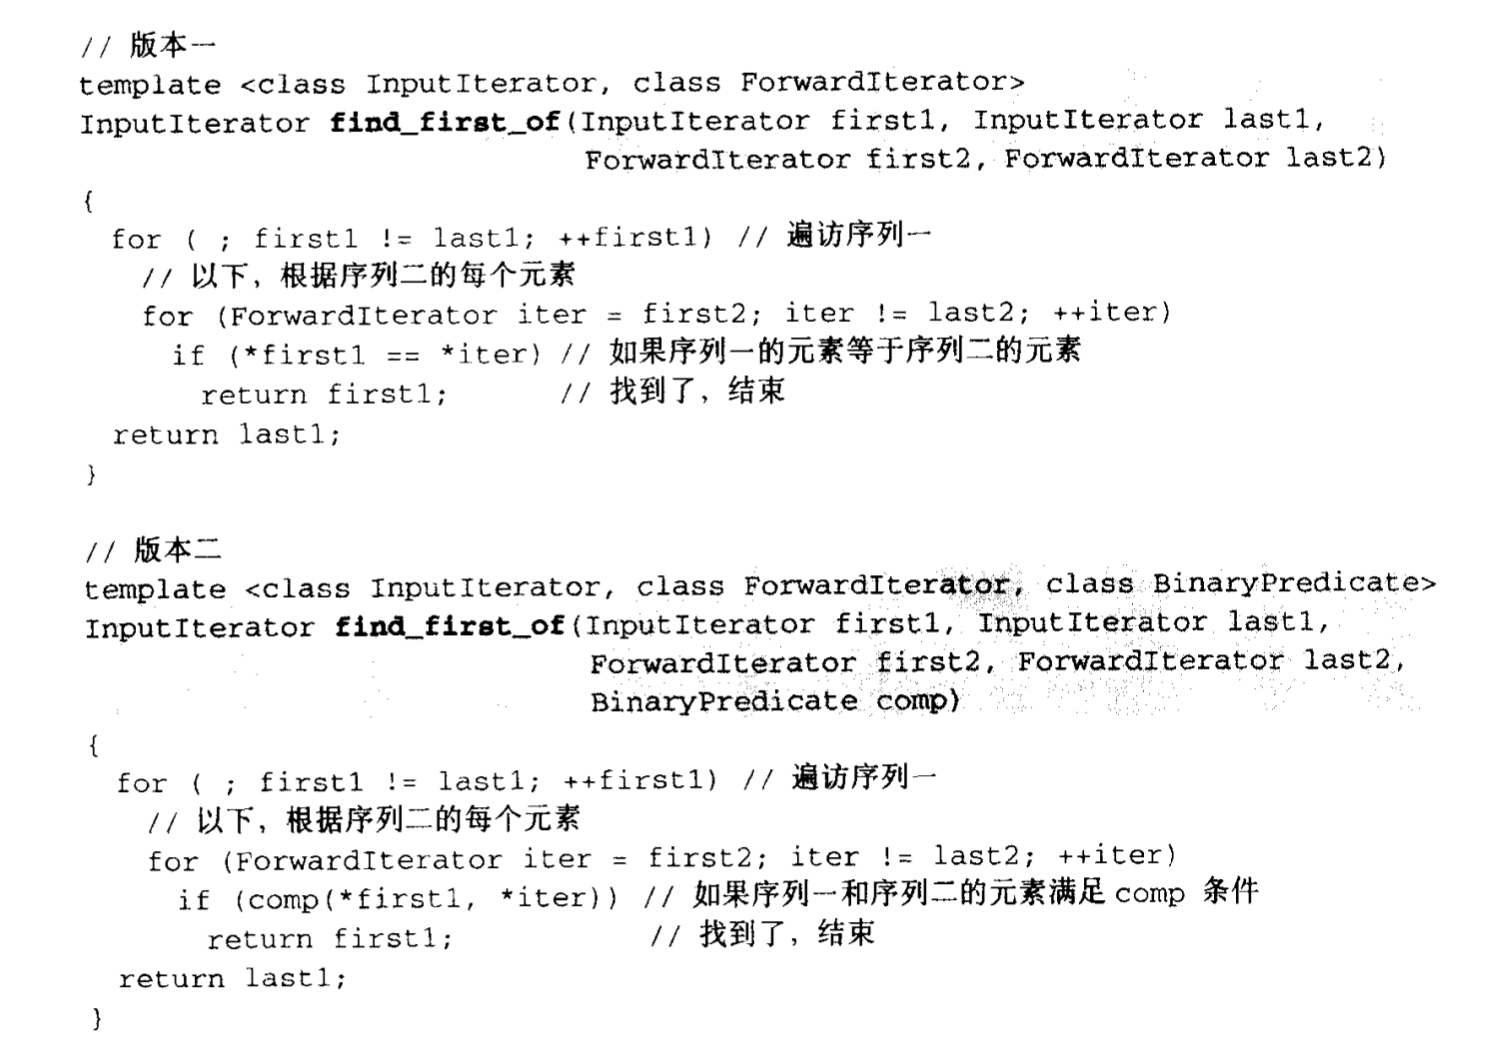 // 版本一
template <class InputIterator, class ForwardIterator>
InputIterator find_first_of(InputIterator first1, InputIterator last1,
                            ForwardIterator first2, ForwardIterator last2)
{
  for ( ; first1 != last1; ++first1) // 遍访序列一
    // 以下，根据序列二的每个元素
    for (ForwardIterator iter = first2; iter != last2; ++iter)
      if (*first1 == *iter) // 如果序列一的元素等于序列二的元素
        return first1;        // 找到了，结束
  return last1;
}
// 版本二
template <class InputIterator, class ForwardIterator, class BinaryPredicate>
InputIterator find_first_of(InputIterator first1, InputIterator last1,
                            ForwardIterator first2, ForwardIterator last2,
                            BinaryPredicate comp)
{
  for ( ; first1 != last1; ++first1) // 遍访序列一
    // 以下，根据序列二的每个元素
    for (ForwardIterator iter = first2; iter != last2; ++iter)
      if (comp(*first1, *iter)) // 如果序列一和序列二的元素满足 comp 条件
        return first1;              // 找到了，结束
  return last1;
}